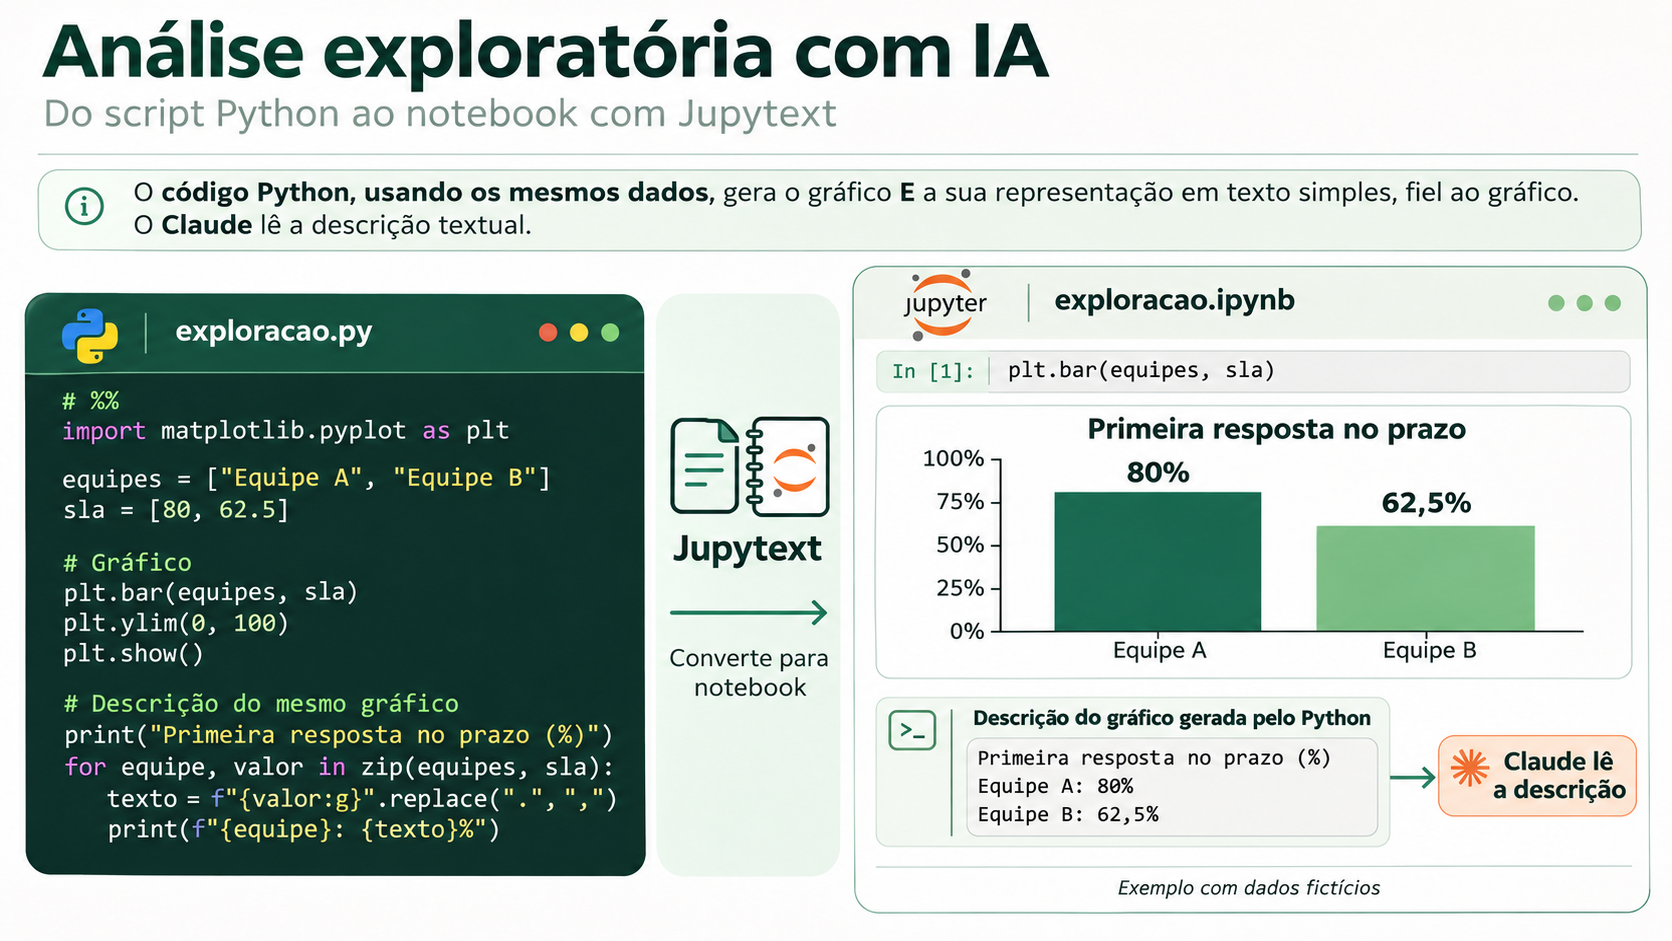 Análise exploratória com IA
Do script Python ao notebook com Jupytext
O código Python, usando os mesmos dados, gera o gráfico E a sua representação em texto simples, fiel ao gráfico.
O Claude lê a descrição textual.
exploracao.py
# %%
import matplotlib.pyplot as plt
equipes = ["Equipe A", "Equipe B"]
sla = [80, 62.5]
# Gráfico
plt.bar(equipes, sla)
plt.ylim(0, 100)
plt.show()
# Descrição do mesmo gráfico
print("Primeira resposta no prazo (%)")
for equipe, valor in zip(equipes, sla):
texto = f"{valor:g}".replace(".", ",")
print(f"{equipe}: {texto}%")
Jupytext
Converte para
notebook
jupyter
exploracao.ipynb
In [1]: plt.bar(equipes, sla)
Primeira resposta no prazo
100%
75%
50%
25%
0%
80%
62,5%
Equipe A
Equipe B
>_
Descrição do gráfico gerada pelo Python
Primeira resposta no prazo (%)
Equipe A: 80%
Equipe B: 62,5%
Claude lê
a descrição
Exemplo com dados fictícios